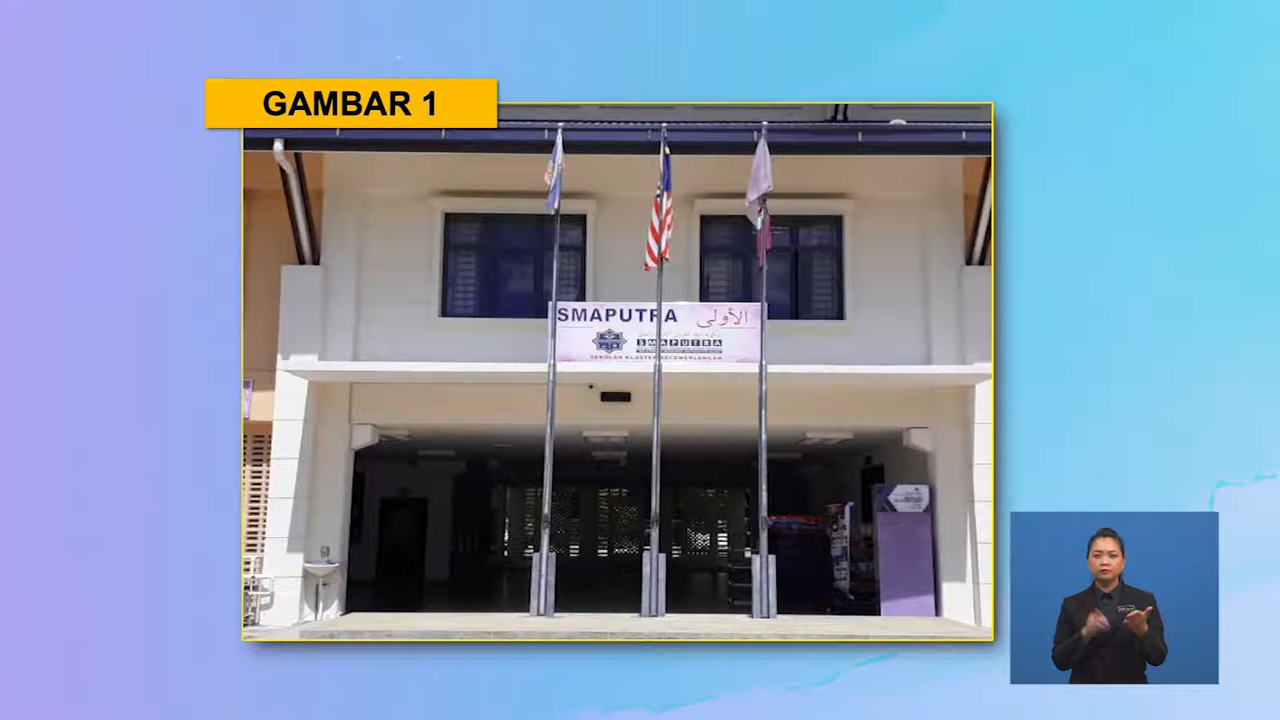 GAMBAR 1
SMAPUTRA الأولى
SMAPUTRA
SEKOLAH KLUSTER KECEMERLANGAN